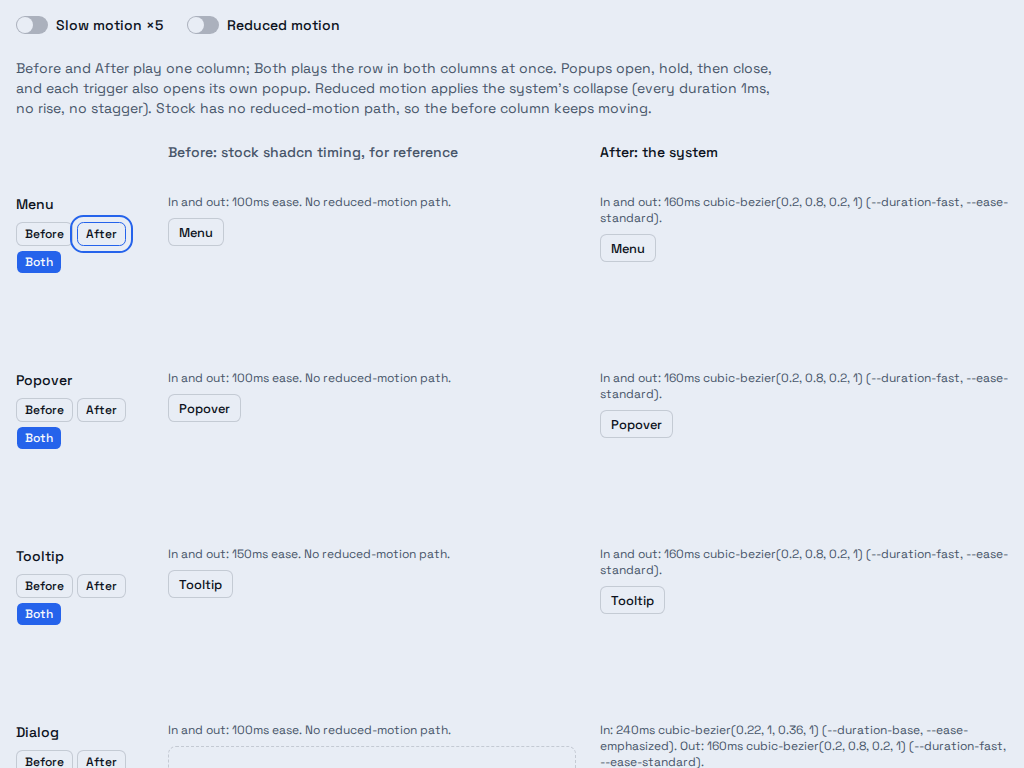 Slow motion ×5
Reduced motion
Before and After play one column; Both plays the row in both columns at once. Popups open, hold, then close,
and each trigger also opens its own popup. Reduced motion applies the system's collapse (every duration 1ms,
no rise, no stagger). Stock has no reduced-motion path, so the before column keeps moving.
Before: stock shadcn timing, for reference
After: the system
Menu
Before
After
Both
In and out: 100ms ease. No reduced-motion path.
Menu
In and out: 160ms cubic-bezier(0.2, 0.8, 0.2, 1) (--duration-fast, --ease-
standard).
Menu
Popover
Before
After
Both
In and out: 100ms ease. No reduced-motion path.
Popover
In and out: 160ms cubic-bezier(0.2, 0.8, 0.2, 1) (--duration-fast, --ease-
standard).
Popover
Tooltip
Before
After
Both
In and out: 150ms ease. No reduced-motion path.
Tooltip
In and out: 160ms cubic-bezier(0.2, 0.8, 0.2, 1) (--duration-fast, --ease-
standard).
Tooltip
Dialog
Before
After
In and out: 100ms ease. No reduced-motion path.
In: 240ms cubic-bezier(0.22, 1, 0.36, 1) (--duration-base, --ease-
emphasized). Out: 160ms cubic-bezier(0.2, 0.8, 0.2, 1) (--duration-fast,
--ease-standard).